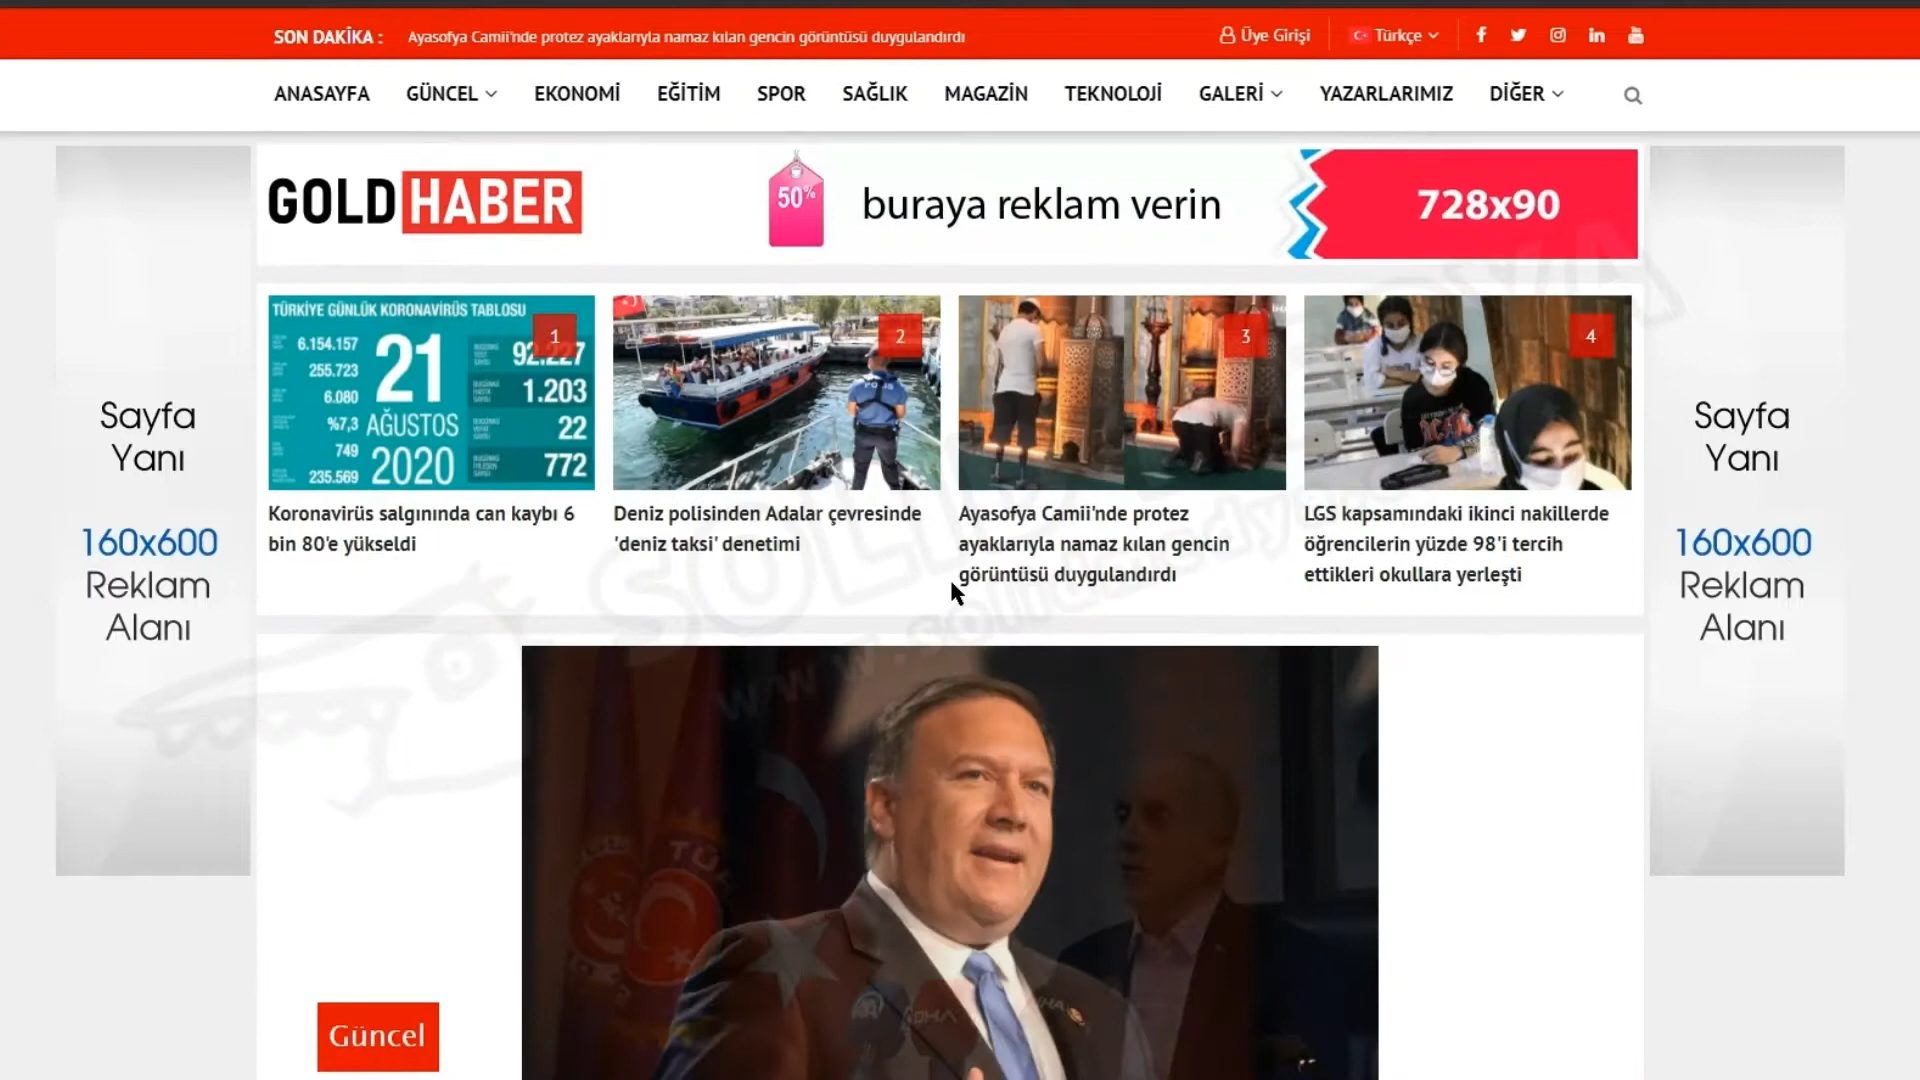 SON DAKİKA : Ayasofya Camii'nde protez ayaklarıyla namaz kılan gencin görüntüsü duygulandırdı
Üye Girişi
Türkçe
ANASAYFA GÜNCEL EKONOMİ EĞİTİM SPOR SAĞLIK MAGAZİN TEKNOLOJİ GALERİ YAZARLARIMIZ DİĞER
GOLD HABER
50%
buraya reklam verin
728x90
Sayfa
Yanı
160x600
Reklam
Alanı
TÜRKİYE GÜNLÜK KORONAVİRÜS TABLOSU
1
6.154.157
255.723
6.080
%7,3
749
235.569
21
AĞUSTOS
2020
92.227
1.203
22
772
Koronavirüs salgınında can kaybı 6
bin 80'e yükseldi
2
POLİS
Deniz polisinden Adalar çevresinde
'deniz taksi' denetimi
3
Ayasofya Camii'nde protez
ayaklarıyla namaz kılan gencin
görüntüsü duygulandırdı
4
LGS kapsamındaki ikinci nakillerde
öğrencilerin yüzde 98'i tercih
ettikleri okullara yerleşti
Sayfa
Yanı
160x600
Reklam
Alanı
Güncel